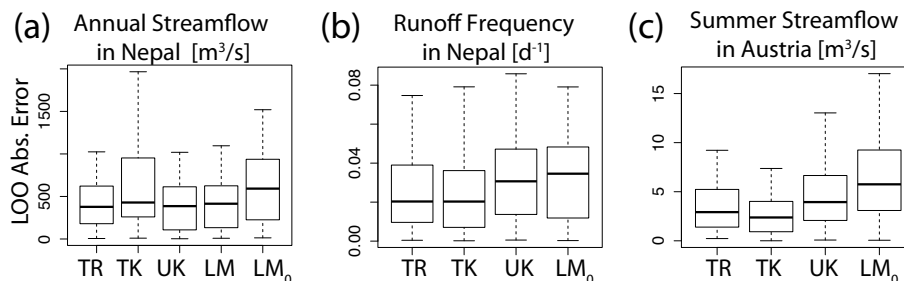 (a) Annual Streamflow in Nepal [m³/s]
LOO Abs. Error
0 500 1500
TR TK UK LM LM₀
(b) Runoff Frequency in Nepal [d⁻¹]
0.00 0.04 0.08
TR TK UK LM₀
(c) Summer Streamflow in Austria [m³/s]
0 5 10 15
TR TK UK LM₀